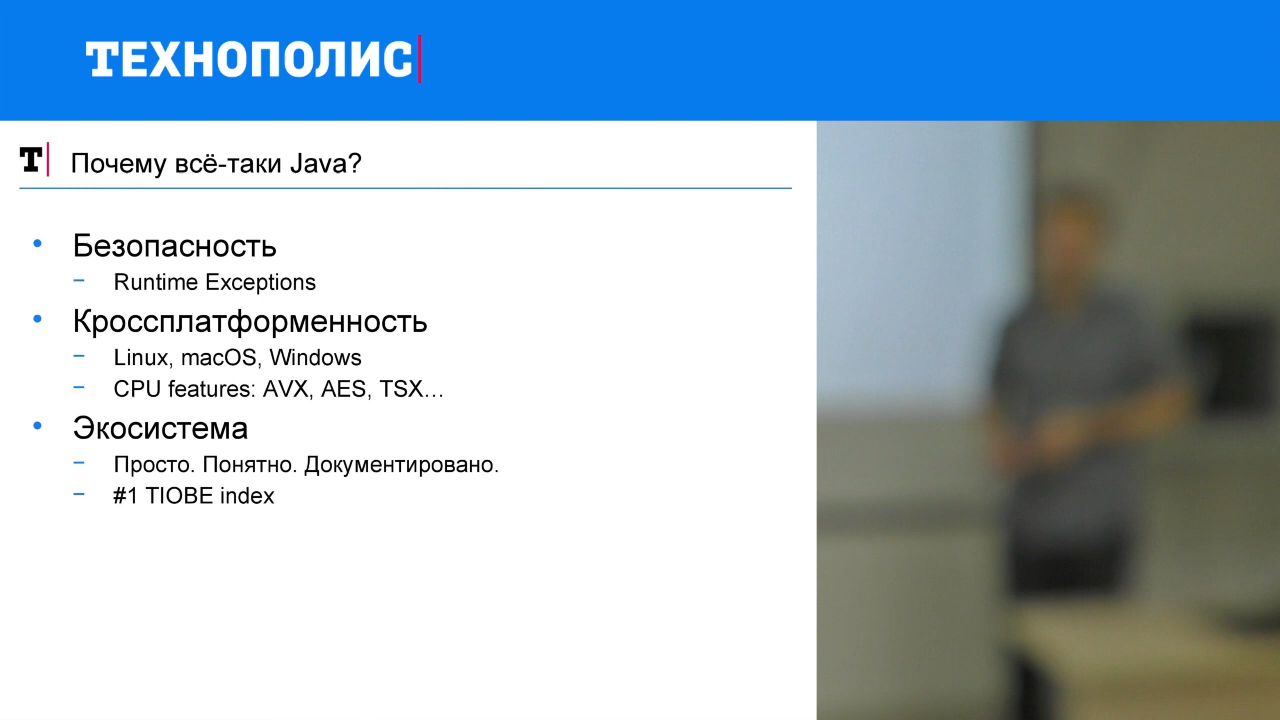 ТЕХНОПОЛИС
Т Почему всё-таки Java?
• Безопасность
− Runtime Exceptions
• Кроссплатформенность
− Linux, macOS, Windows
− CPU features: AVX, AES, TSX…
• Экосистема
− Просто. Понятно. Документировано.
− #1 TIOBE index